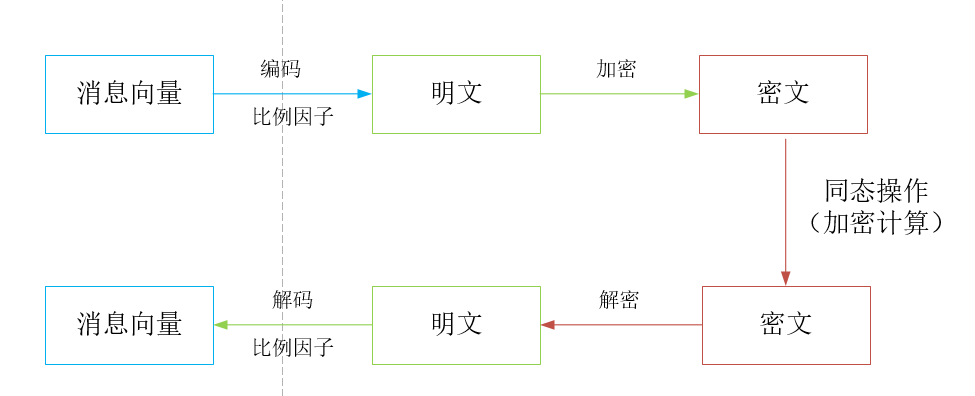 编码
加密
消息向量
明文
密文
比例因子
同态操作
（加密计算）
解码
解密
消息向量
明文
密文
比例因子